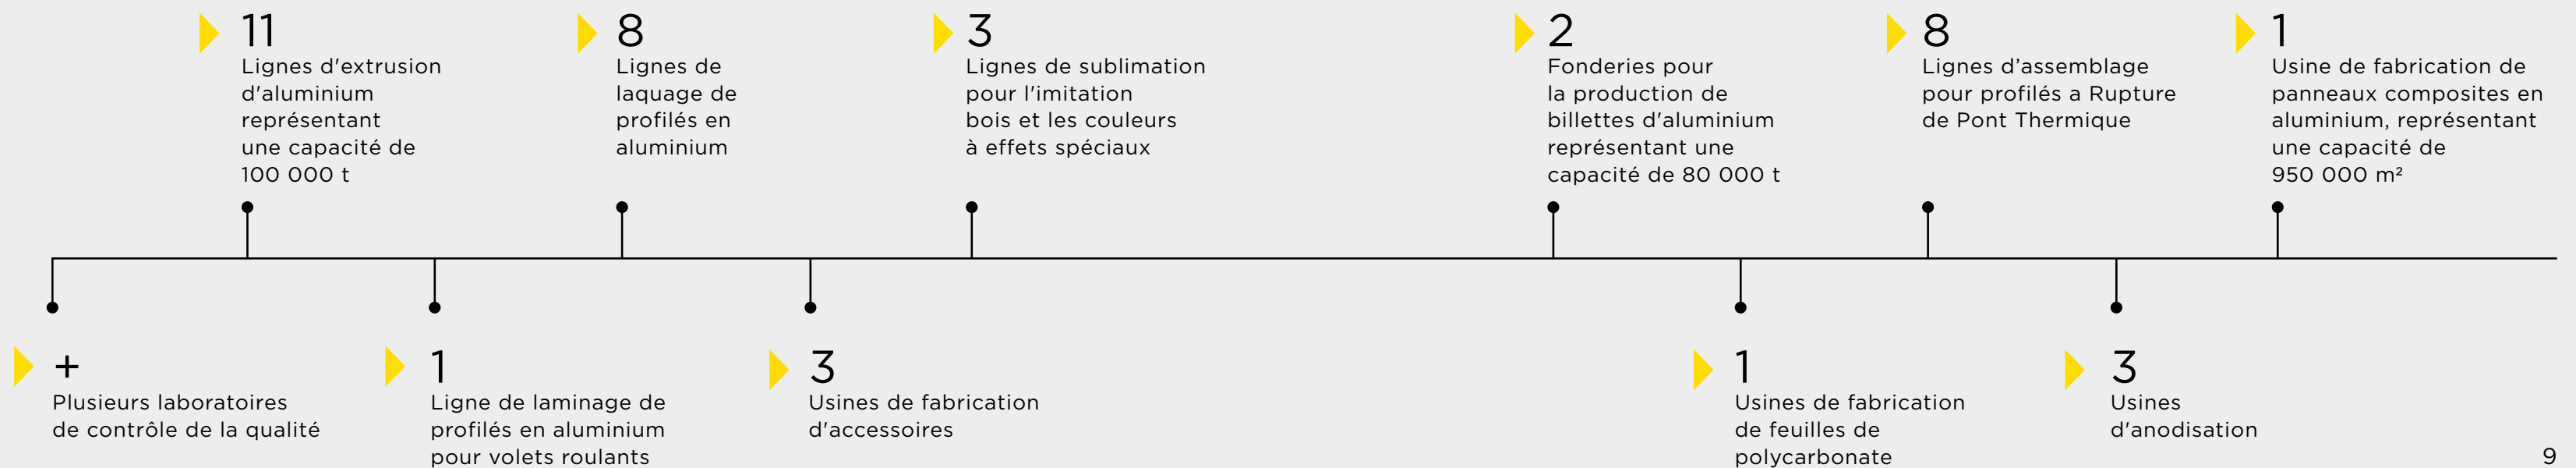 11
Lignes d'extrusion
d'aluminium
représentant
une capacité de
100 000 t
8
Lignes de
laquage de
profilés en
aluminium
3
Lignes de sublimation
pour l'imitation
bois et les couleurs
à effets spéciaux
2
Fonderies pour
la production de
billettes d'aluminium
représentant une
capacité de 80 000 t
8
Lignes d’assemblage
pour profilés a Rupture
de Pont Thermique
1
Usine de fabrication de
panneaux composites en
aluminium, représentant
une capacité de
950 000 m²
+
Plusieurs laboratoires
de contrôle de la qualité
1
Ligne de laminage de
profilés en aluminium
pour volets roulants
3
Usines de fabrication
d'accessoires
1
Usines de fabrication
de feuilles de
polycarbonate
3
Usines
d'anodisation
9